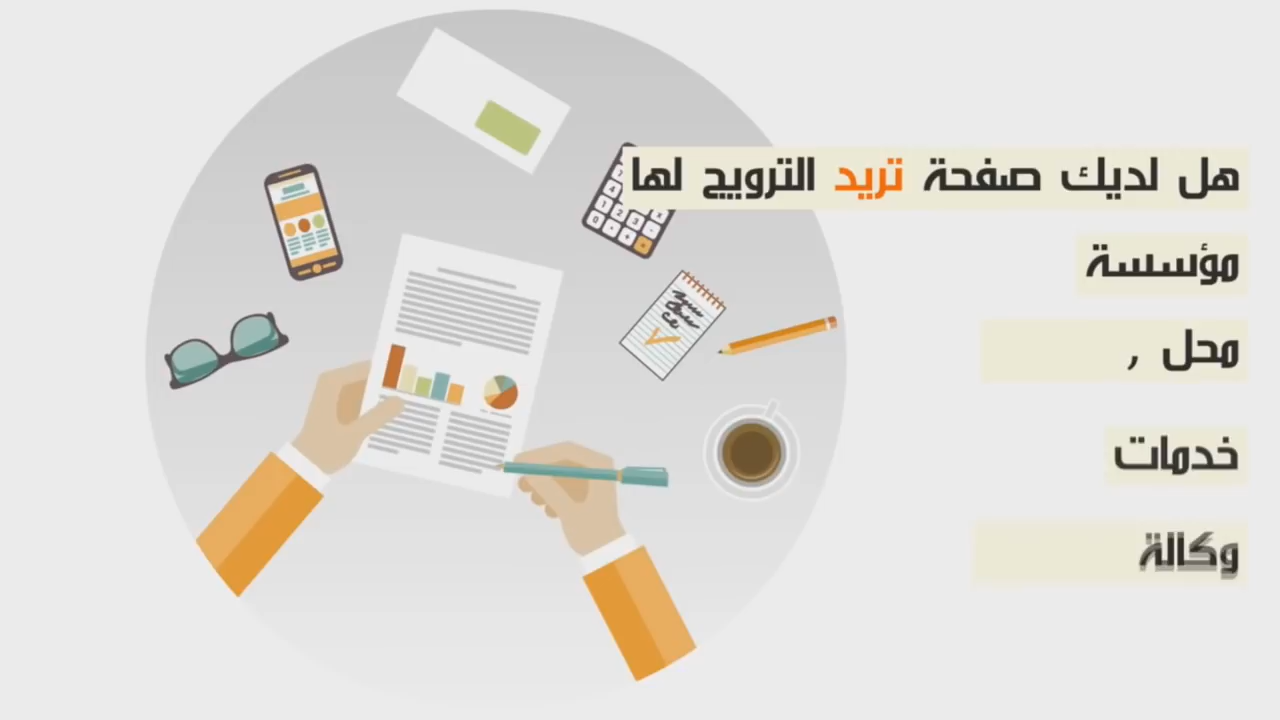 هل لديك صفحة تريد الترويج لها
مؤسسة
محل ,
خدمات
وكالة